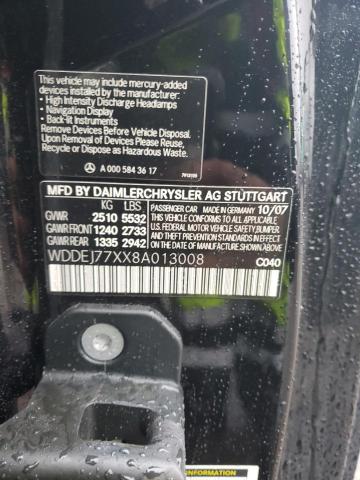 This vehicle may include mercury-added
devices installed by the manufacturer:
- High Intensity Discharge Headlamps
- Navigation Display
- Back-lit Instruments
Remove Devices Before Vehicle Disposal.
Upon Removal of Devices Please Reuse,
Recycle or Dispose as Hazardous Waste.
A 000 584 36 17
MFD BY DAIMLERCHRYSLER AG STUTTGART
KG LBS MADE IN GERMANY 10/07
GVWR 2510 5532
GAWR FRONT 1240 2733
GAWR REAR 1335 2942
PASSENGER CAR
THIS VEHICLE CONFORMS TO ALL APPLICABLE
U.S. FEDERAL MOTOR VEHICLE SAFETY, BUMPER
AND THEFT PREVENTION STANDARDS IN EFFECT
ON THE DATE OF MANUFACTURE SHOWN ABOVE
WDDEJ77XX8A013008
C040
INFORMATION